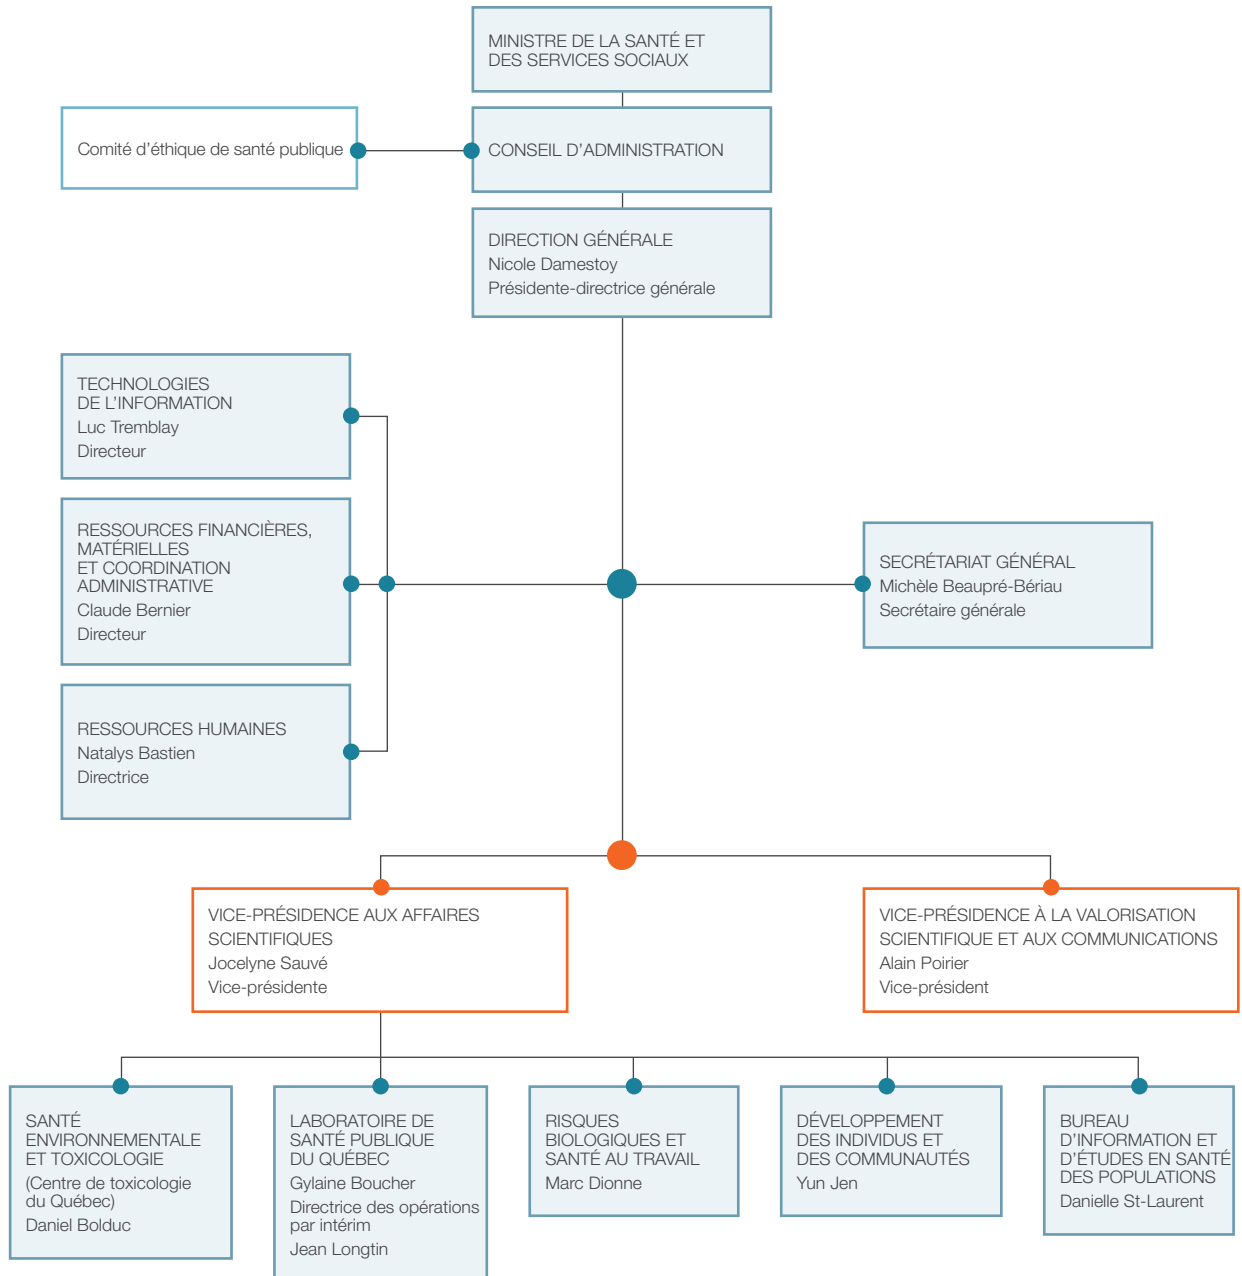 MINISTRE DE LA SANTÉ ET
DES SERVICES SOCIAUX
Comité d'éthique de santé publique
CONSEIL D'ADMINISTRATION
DIRECTION GÉNÉRALE
Nicole Damestoy
Présidente-directrice générale
TECHNOLOGIES
DE L'INFORMATION
Luc Tremblay
Directeur
RESSOURCES FINANCIÈRES,
MATÉRIELLES
ET COORDINATION
ADMINISTRATIVE
Claude Bernier
Directeur
SECRÉTARIAT GÉNÉRAL
Michèle Beaupré-Bériau
Secrétaire générale
RESSOURCES HUMAINES
Natalys Bastien
Directrice
VICE-PRÉSIDENCE AUX AFFAIRES
SCIENTIFIQUES
Jocelyne Sauvé
Vice-présidente
VICE-PRÉSIDENCE À LA VALORISATION
SCIENTIFIQUE ET AUX COMMUNICATIONS
Alain Poirier
Vice-président
SANTÉ
ENVIRONNEMENTALE
ET TOXICOLOGIE
(Centre de toxicologie
du Québec)
Daniel Bolduc
LABORATOIRE DE
SANTÉ PUBLIQUE
DU QUÉBEC
Gylaine Boucher
Directrice des opérations
par intérim
Jean Longtin
RISQUES
BIOLOGIQUES ET
SANTÉ AU TRAVAIL
Marc Dionne
DÉVELOPPEMENT
DES INDIVIDUS ET
DES COMMUNAUTÉS
Yun Jen
BUREAU
D'INFORMATION ET
D'ÉTUDES EN SANTÉ
DES POPULATIONS
Danielle St-Laurent